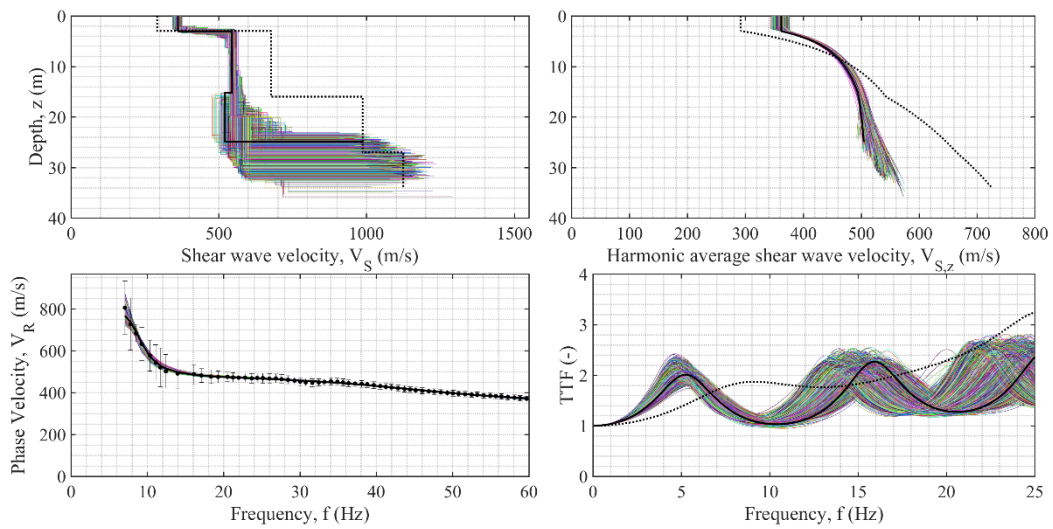 0
10
20
30
40
Depth, z (m)
0 500 1000 1500
Shear wave velocity, V_S (m/s)
0
10
20
30
40
0 100 200 300 400 500 600 700 800
Harmonic average shear wave velocity, V_{S,z} (m/s)
800
600
400
200
0
Phase Velocity, V_R (m/s)
0 10 20 30 40 50 60
Frequency, f (Hz)
4
3
2
1
0
TTF (-)
0 5 10 15 20 25
Frequency, f (Hz)